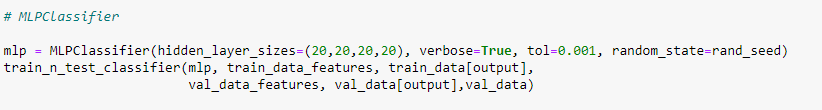 # MLPClassifier
mlp = MLPClassifier(hidden_layer_sizes=(20,20,20,20), verbose=True, tol=0.001, random_state=rand_seed)
train_n_test_classifier(mlp, train_data_features, train_data[output],
val_data_features, val_data[output],val_data)